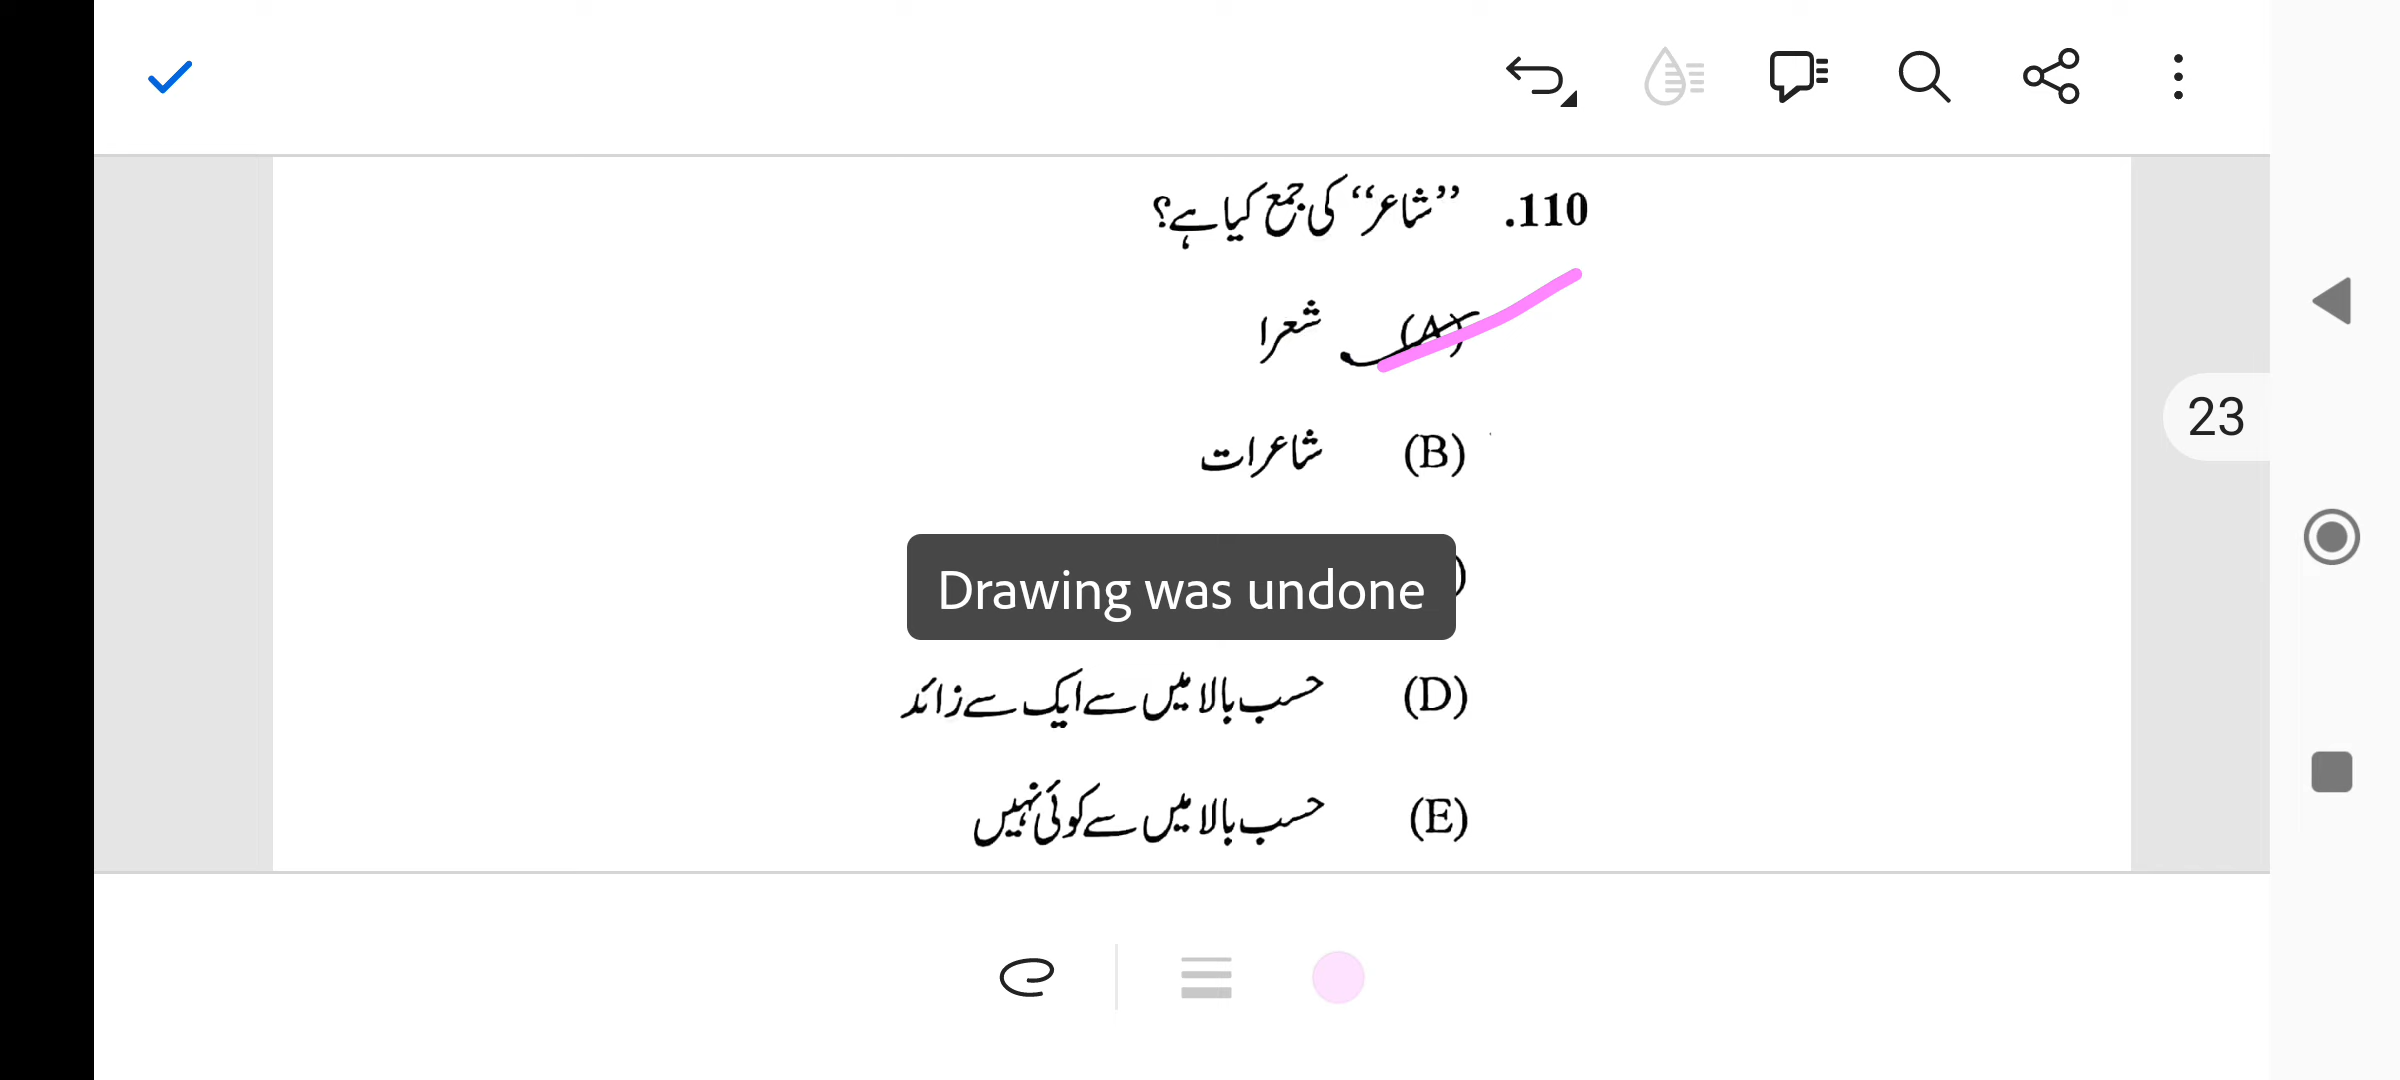 110. ”شاعر“ کی جمع کیا ہے؟
(A) شعرا
(B) شاعرات
23
Drawing was undone
(D) حسب بالا میں سے ایک سے زائد
(E) حسب بالا میں سے کوئی نہیں